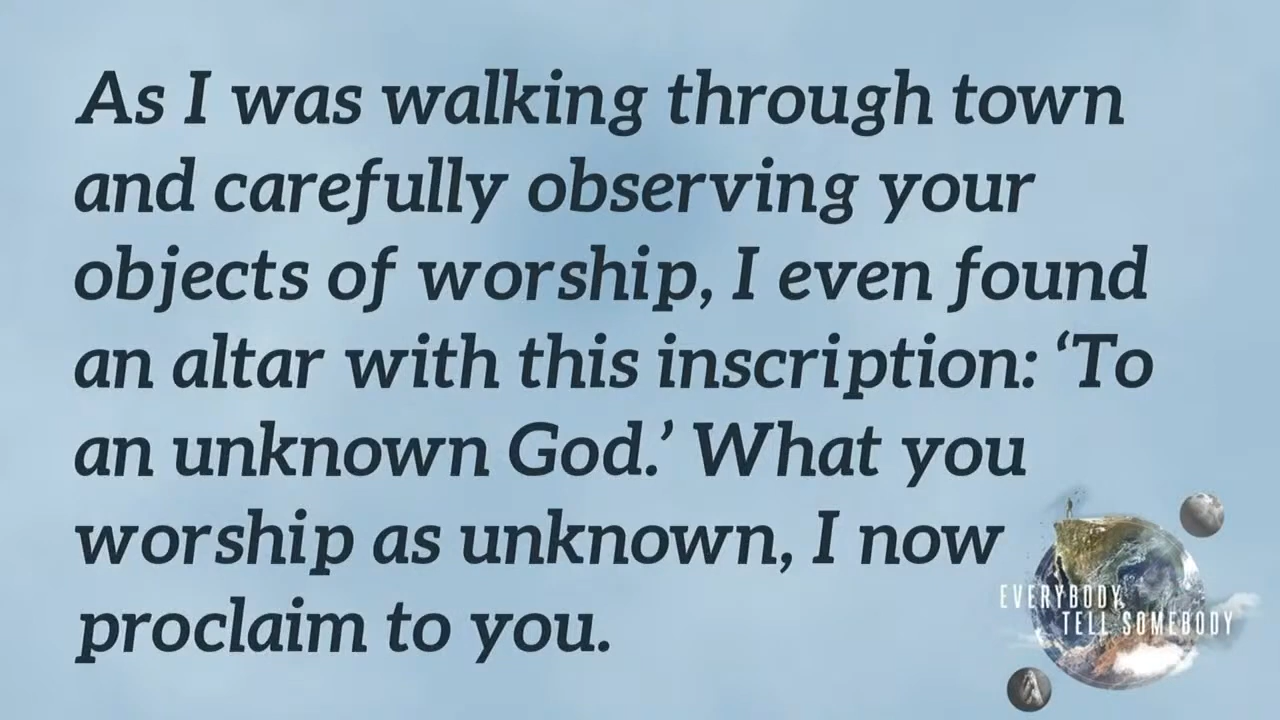 As I was walking through town
and carefully observing your
objects of worship, I even found
an altar with this inscription: ‘To
an unknown God.’ What you
worship as unknown, I now
proclaim to you.
EVERYBODY,
TELL SOMEBODY